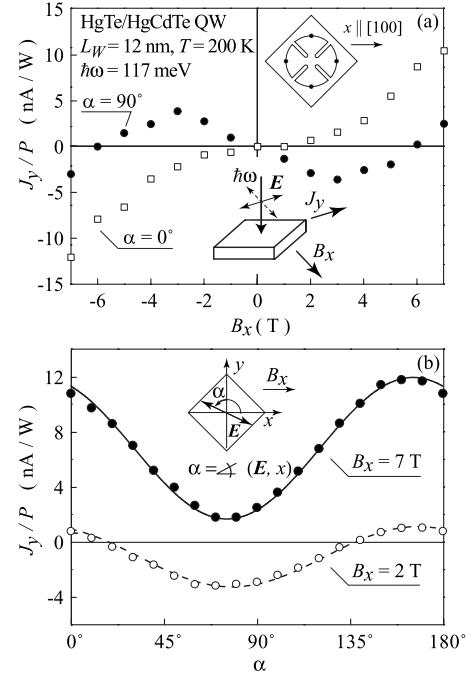 HgTe/HgCdTe QW
(a)
L_W = 12 nm, T = 200 K
ħω = 117 meV
x || [100]
α = 90°
α = 0°
ħω
E
J_y
B_x
J_y / P ( nA / W )
15
10
5
0
-5
-10
-15
-6 -4 -2 0 2 4 6
B_x ( T )
(b)
y
B_x
α
x
E
α = ∡ (E, x)
B_x = 7 T
B_x = 2 T
J_y / P ( nA / W )
12
8
4
0
-4
0° 45° 90° 135° 180°
α